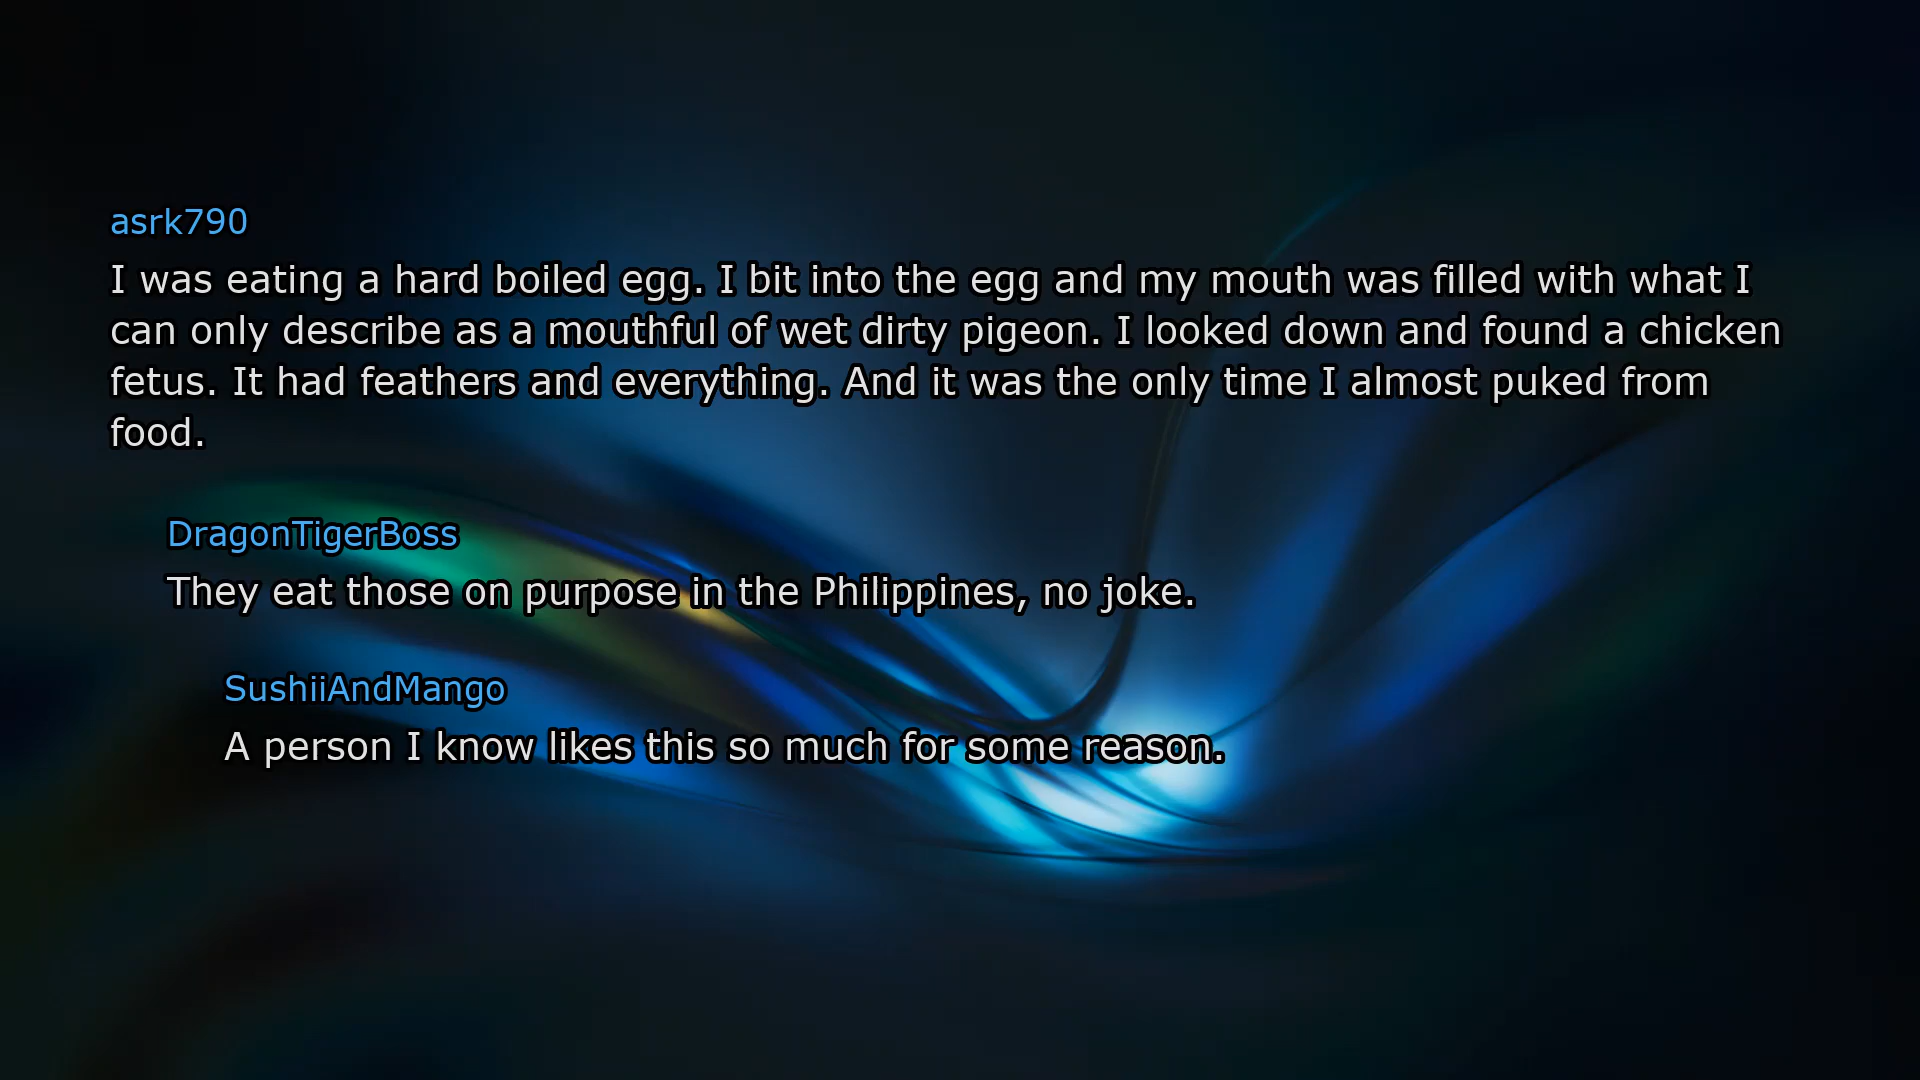 asrk790
I was eating a hard boiled egg. I bit into the egg and my mouth was filled with what I
can only describe as a mouthful of wet dirty pigeon. I looked down and found a chicken
fetus. It had feathers and everything. And it was the only time I almost puked from
food.
DragonTigerBoss
They eat those on purpose in the Philippines, no joke.
SushiiAndMango
A person I know likes this so much for some reason.